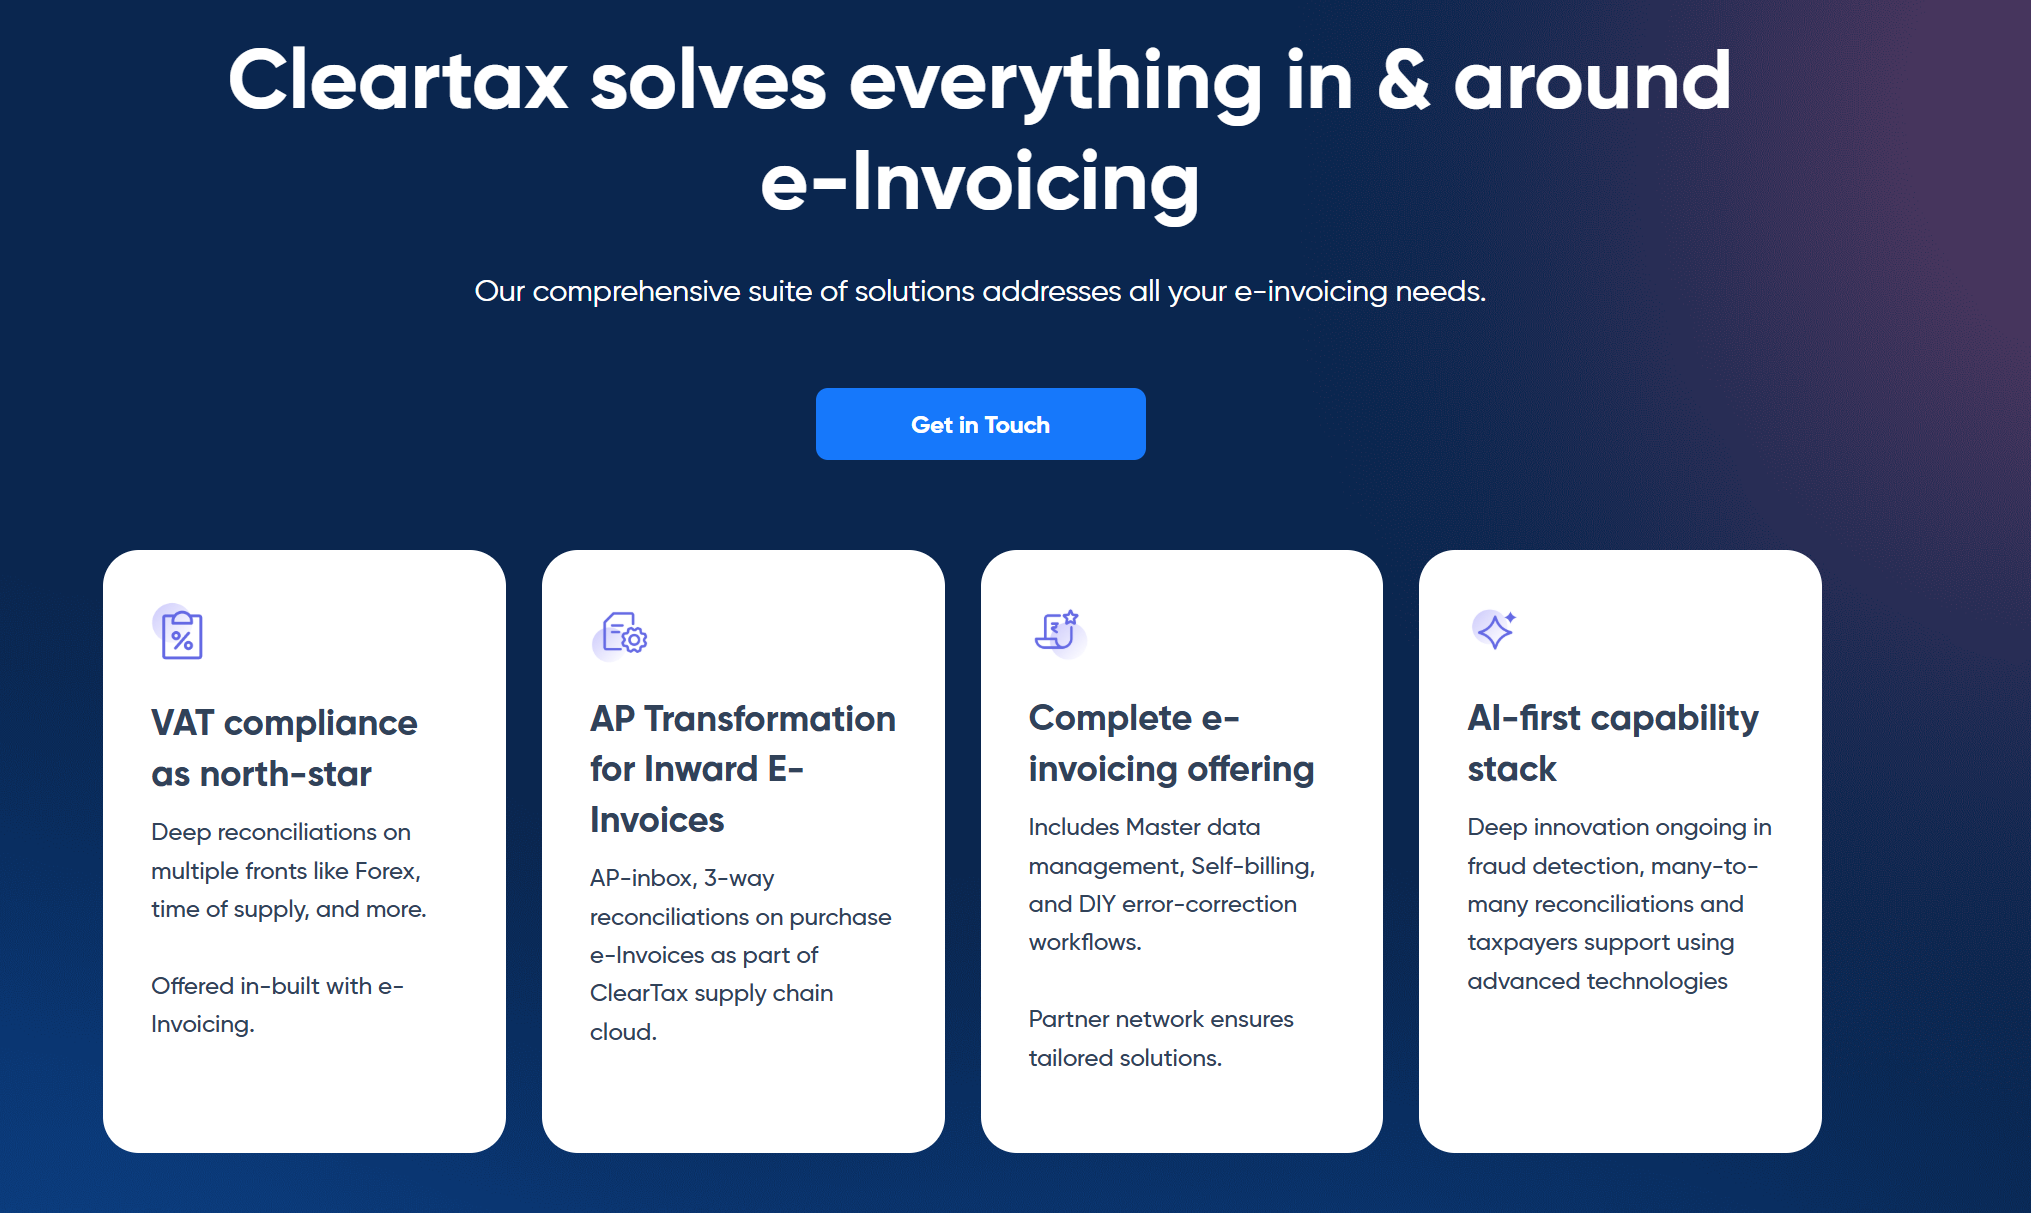 Cleartax solves everything in & around
e-Invoicing
Our comprehensive suite of solutions addresses all your e-invoicing needs.
Get in Touch
VAT compliance
as north-star
Deep reconciliations on
multiple fronts like Forex,
time of supply, and more.
Offered in-built with e-
Invoicing.
AP Transformation
for Inward E-
Invoices
AP-inbox, 3-way
reconciliations on purchase
e-Invoices as part of
ClearTax supply chain
cloud.
Complete e-
invoicing offering
Includes Master data
management, Self-billing,
and DIY error-correction
workflows.
Partner network ensures
tailored solutions.
AI-first capability
stack
Deep innovation ongoing in
fraud detection, many-to-
many reconciliations and
taxpayers support using
advanced technologies